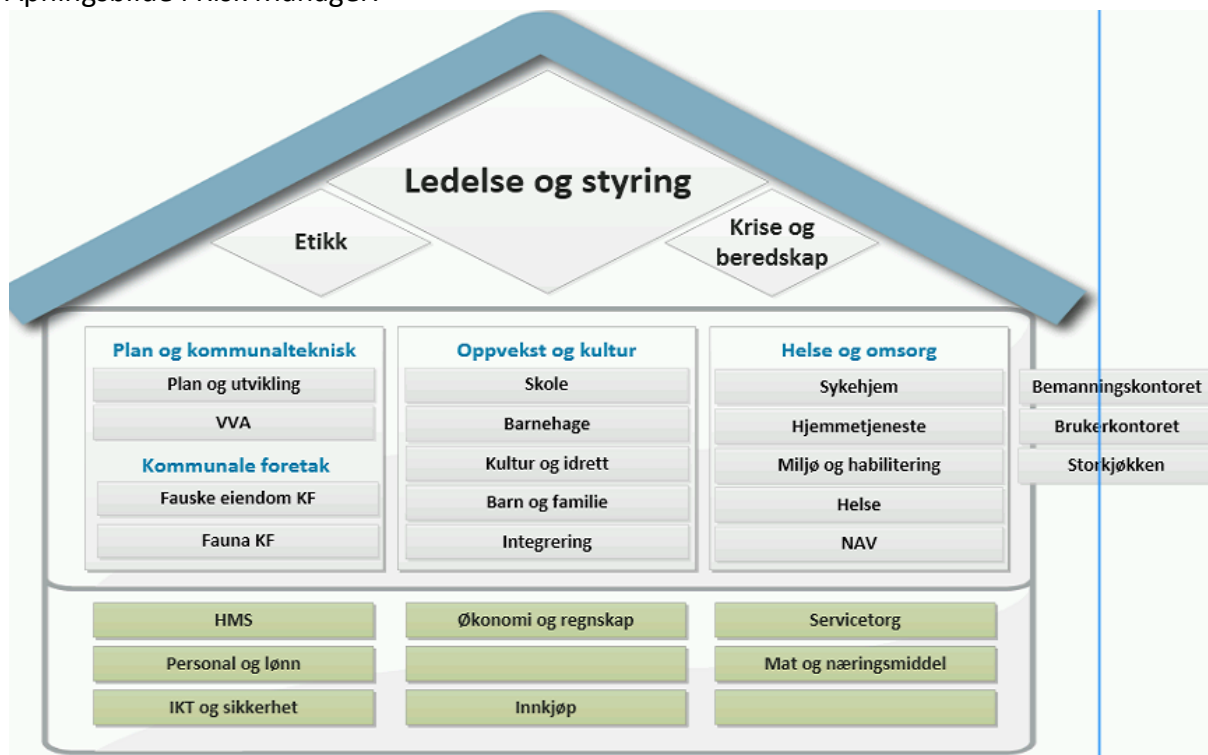 Åpningsbilde i Risk Manager:
Ledelse og styring
Etikk
Krise og
beredskap
Plan og kommunalteknisk
Plan og utvikling
VVA
Kommunale foretak
Fauske eiendom KF
Fauna KF
Oppvekst og kultur
Skole
Barnehage
Kultur og idrett
Barn og familie
Integrering
Helse og omsorg
Sykehjem
Hjemmetjeneste
Miljø og habilitering
Helse
NAV
Bemanningskontoret
Brukerkontoret
Storkjøkken
HMS
Personal og lønn
IKT og sikkerhet
Økonomi og regnskap
Innkjøp
Servicetorg
Mat og næringsmiddel